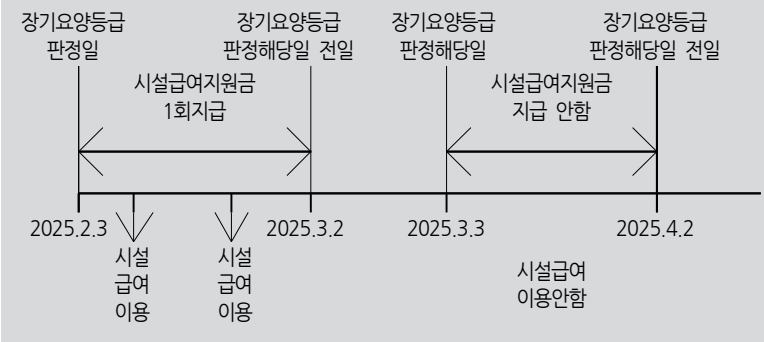 장기요양등급
판정일
장기요양등급
판정해당일 전일
장기요양등급
판정해당일
장기요양등급
판정해당일 전일
시설급여지원금
1회지급
시설급여지원금
지급 안함
2025.2.3
2025.3.2
2025.3.3
2025.4.2
시설
급여
이용
시설
급여
이용
시설급여
이용안함